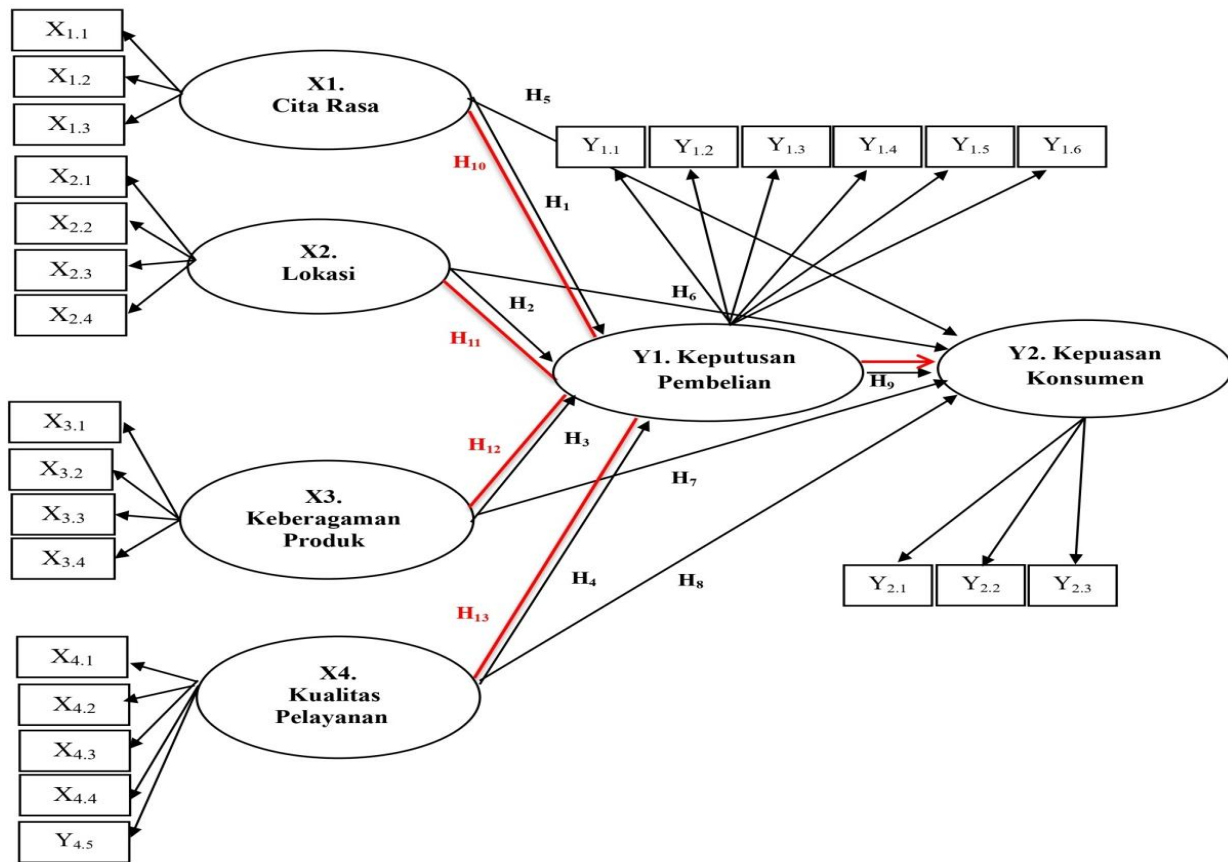 X1.1
X1.2
X1.3
X1.
Cita Rasa
H5
Y1.1
Y1.2
Y1.3
Y1.4
Y1.5
Y1.6
H10
H1
X2.1
X2.2
X2.3
X2.4
X2.
Lokasi
H2
H6
H11
Y1. Keputusan
Pembelian
H9
Y2. Kepuasan
Konsumen
X3.1
X3.2
X3.3
X3.4
X3.
Keberagaman
Produk
H12
H3
H7
H4
H8
H13
Y2.1
Y2.2
Y2.3
X4.1
X4.2
X4.3
X4.4
Y4.5
X4.
Kualitas
Pelayanan